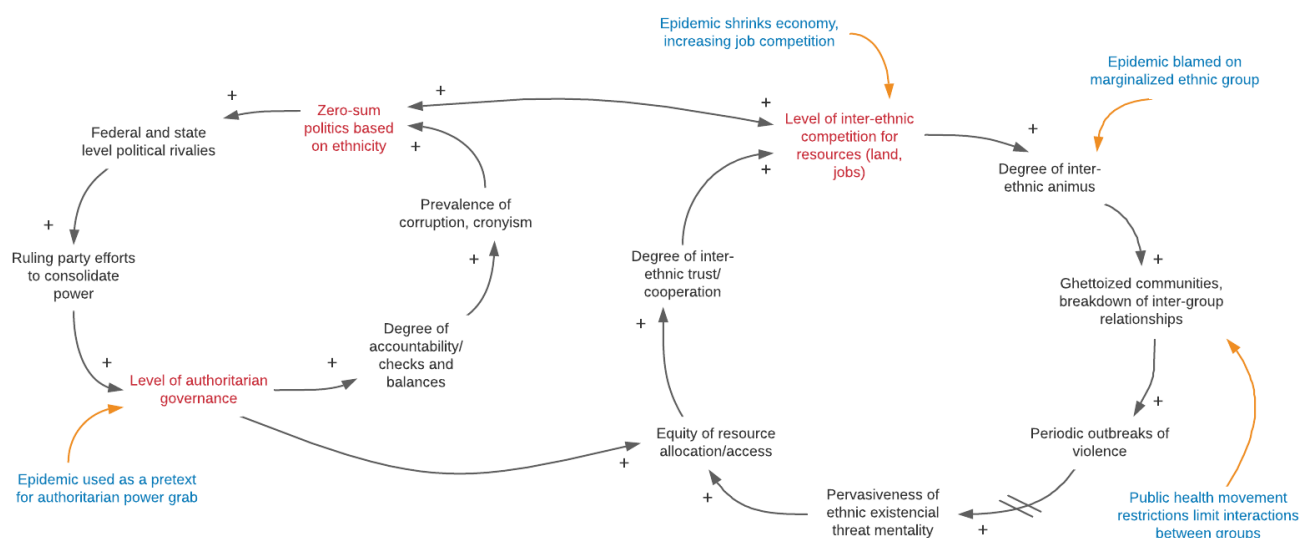 Epidemic shrinks economy,
increasing job competition
Epidemic blamed on
marginalized ethnic group
+
+
Zero-sum
politics based
on ethnicity
+
+
Level of inter-ethnic
competition for
resources (land,
jobs)
+
+
Federal and state
level political rivalies
+
Degree of inter-
ethnic animus
Prevalence of
corruption, cronyism
+
Ruling party efforts
to consolidate
power
+
Degree of inter-
ethnic trust/
cooperation
+
Ghettoized communities,
breakdown of inter-group
relationships
+
Degree of
accountability/
checks and
balances
+
+
Level of authoritarian
governance
+
Equity of resource
allocation/access
+
Periodic outbreaks of
violence
+
Epidemic used as a pretext
for authoritarian power grab
Pervasiveness of
ethnic existencial
threat mentality
+
+
Public health movement
restrictions limit interactions
between groups